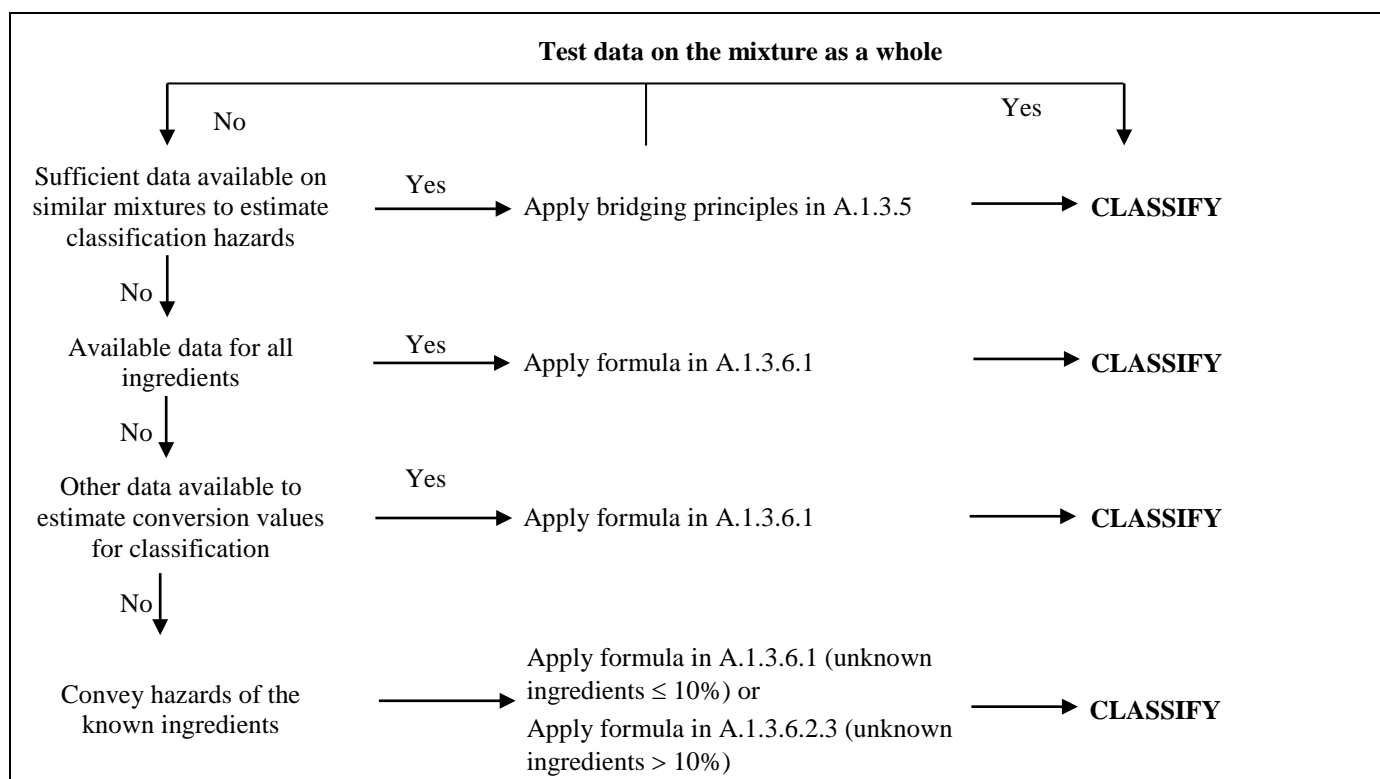 Test data on the mixture as a whole
No
Yes
Sufficient data available on
similar mixtures to estimate
classification hazards
Yes
Apply bridging principles in A.1.3.5
CLASSIFY
No
Available data for all
ingredients
Yes
Apply formula in A.1.3.6.1
CLASSIFY
No
Other data available to
estimate conversion values
for classification
Yes
Apply formula in A.1.3.6.1
CLASSIFY
No
Convey hazards of the
known ingredients
Apply formula in A.1.3.6.1 (unknown
ingredients ≤ 10%) or
Apply formula in A.1.3.6.2.3 (unknown
ingredients > 10%)
CLASSIFY